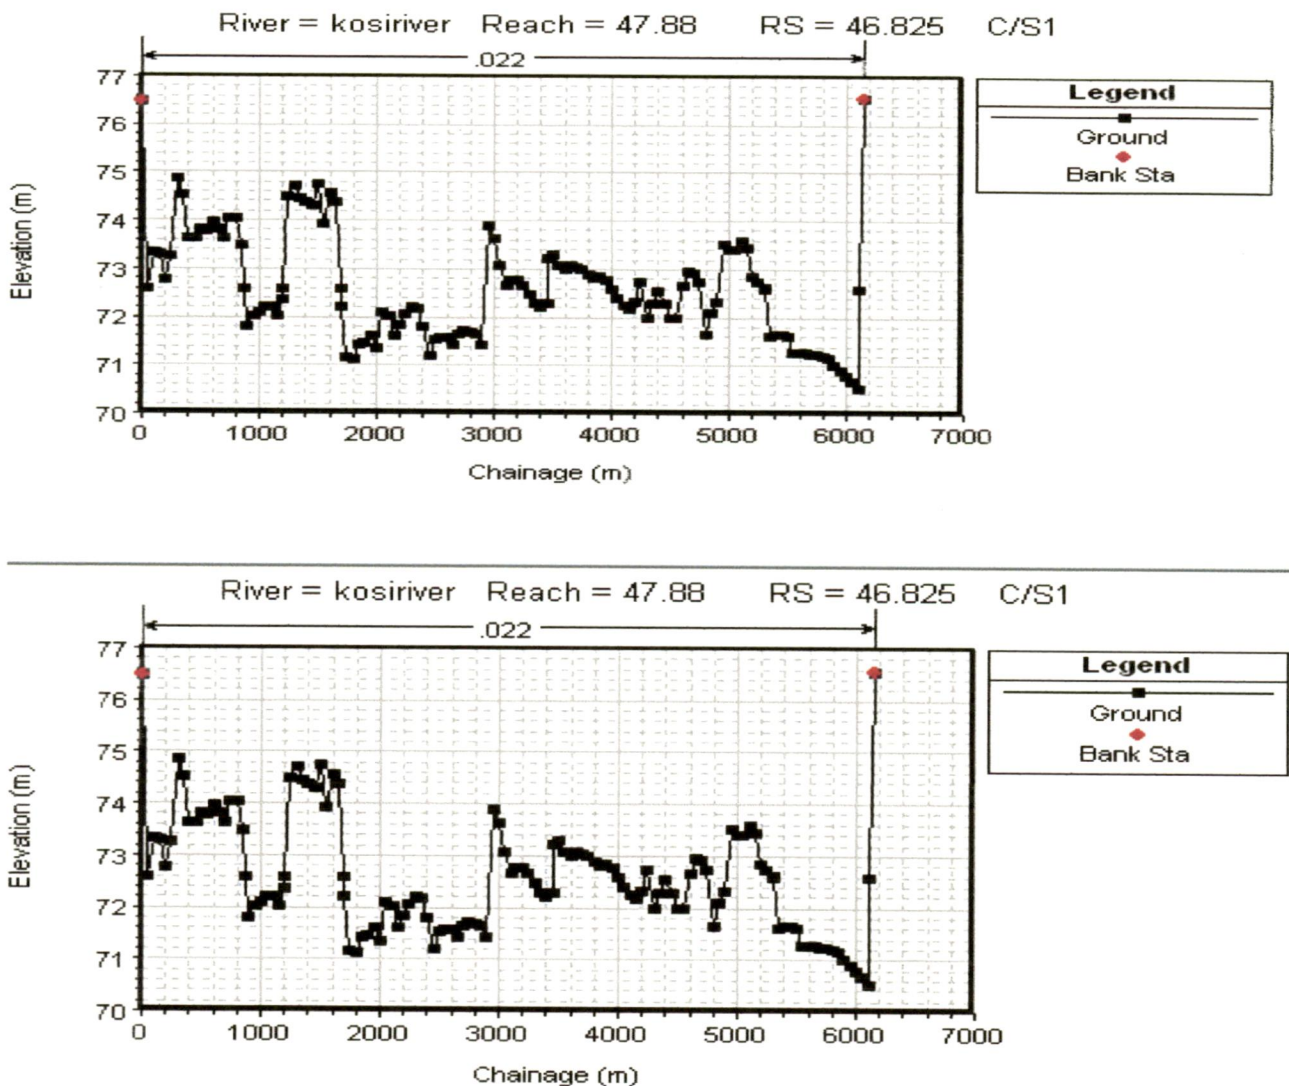 River = kosiriver Reach = 47.88 RS = 46.825 C/S1
.022
77
76
75
74
73
72
71
70
Elevation (m)
0 1000 2000 3000 4000 5000 6000 7000
Chainage (m)
Legend
Ground
Bank Sta
River = kosiriver Reach = 47.88 RS = 46.825 C/S1
.022
77
76
75
74
73
72
71
70
Elevation (m)
0 1000 2000 3000 4000 5000 6000 7000
Chainage (m)
Legend
Ground
Bank Sta